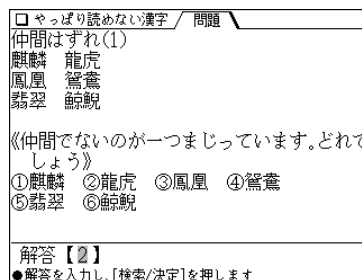 □ やっぱり読めない漢字 問題
仲間はずれ(1)
麒麟 龍虎
鳳凰 鴛鴦
翡翠 鯨鯢
《仲間でないのが一つまじっています。どれで
しょう》
①麒麟 ②龍虎 ③鳳凰 ④鴛鴦
⑤翡翠 ⑥鯨鯢
解答【2】
●解答を入力し、[検索/決定]を押します